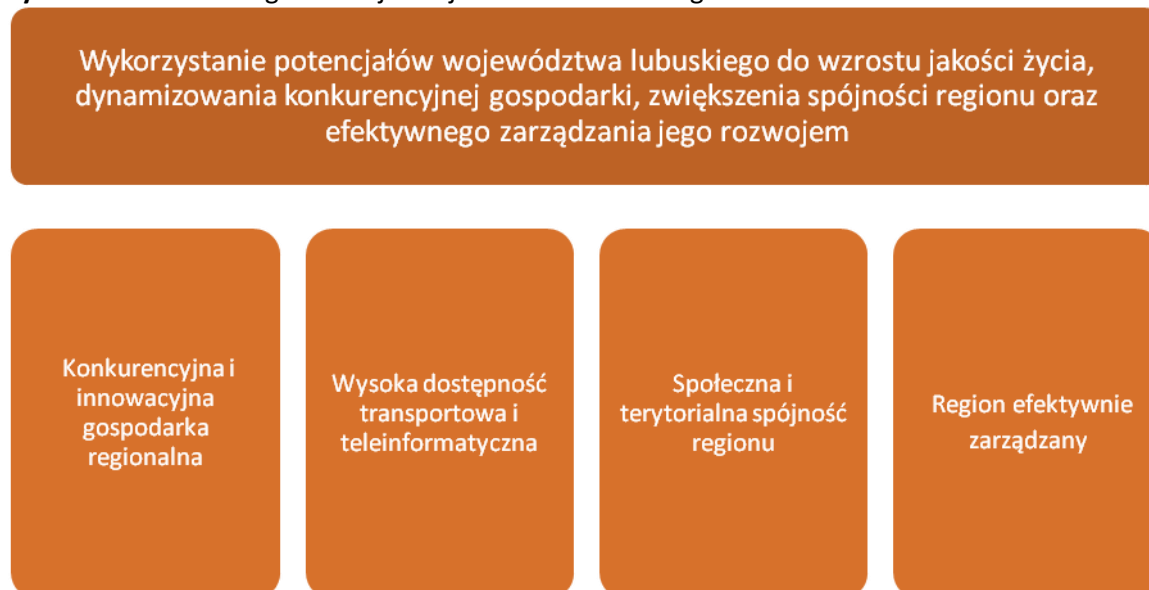 Wykorzystanie potencjałów województwa lubuskiego do wzrostu jakości życia,
dynamizowania konkurencyjnej gospodarki, zwiększenia spójności regionu oraz
efektywnego zarządzania jego rozwojem
Konkurencyjna i
innowacyjna
gospodarka
regionalna
Wysoka dostępność
transportowa i
teleinformatyczna
Społeczna i
terytorialna spójność
regionu
Region efektywnie
zarządzany